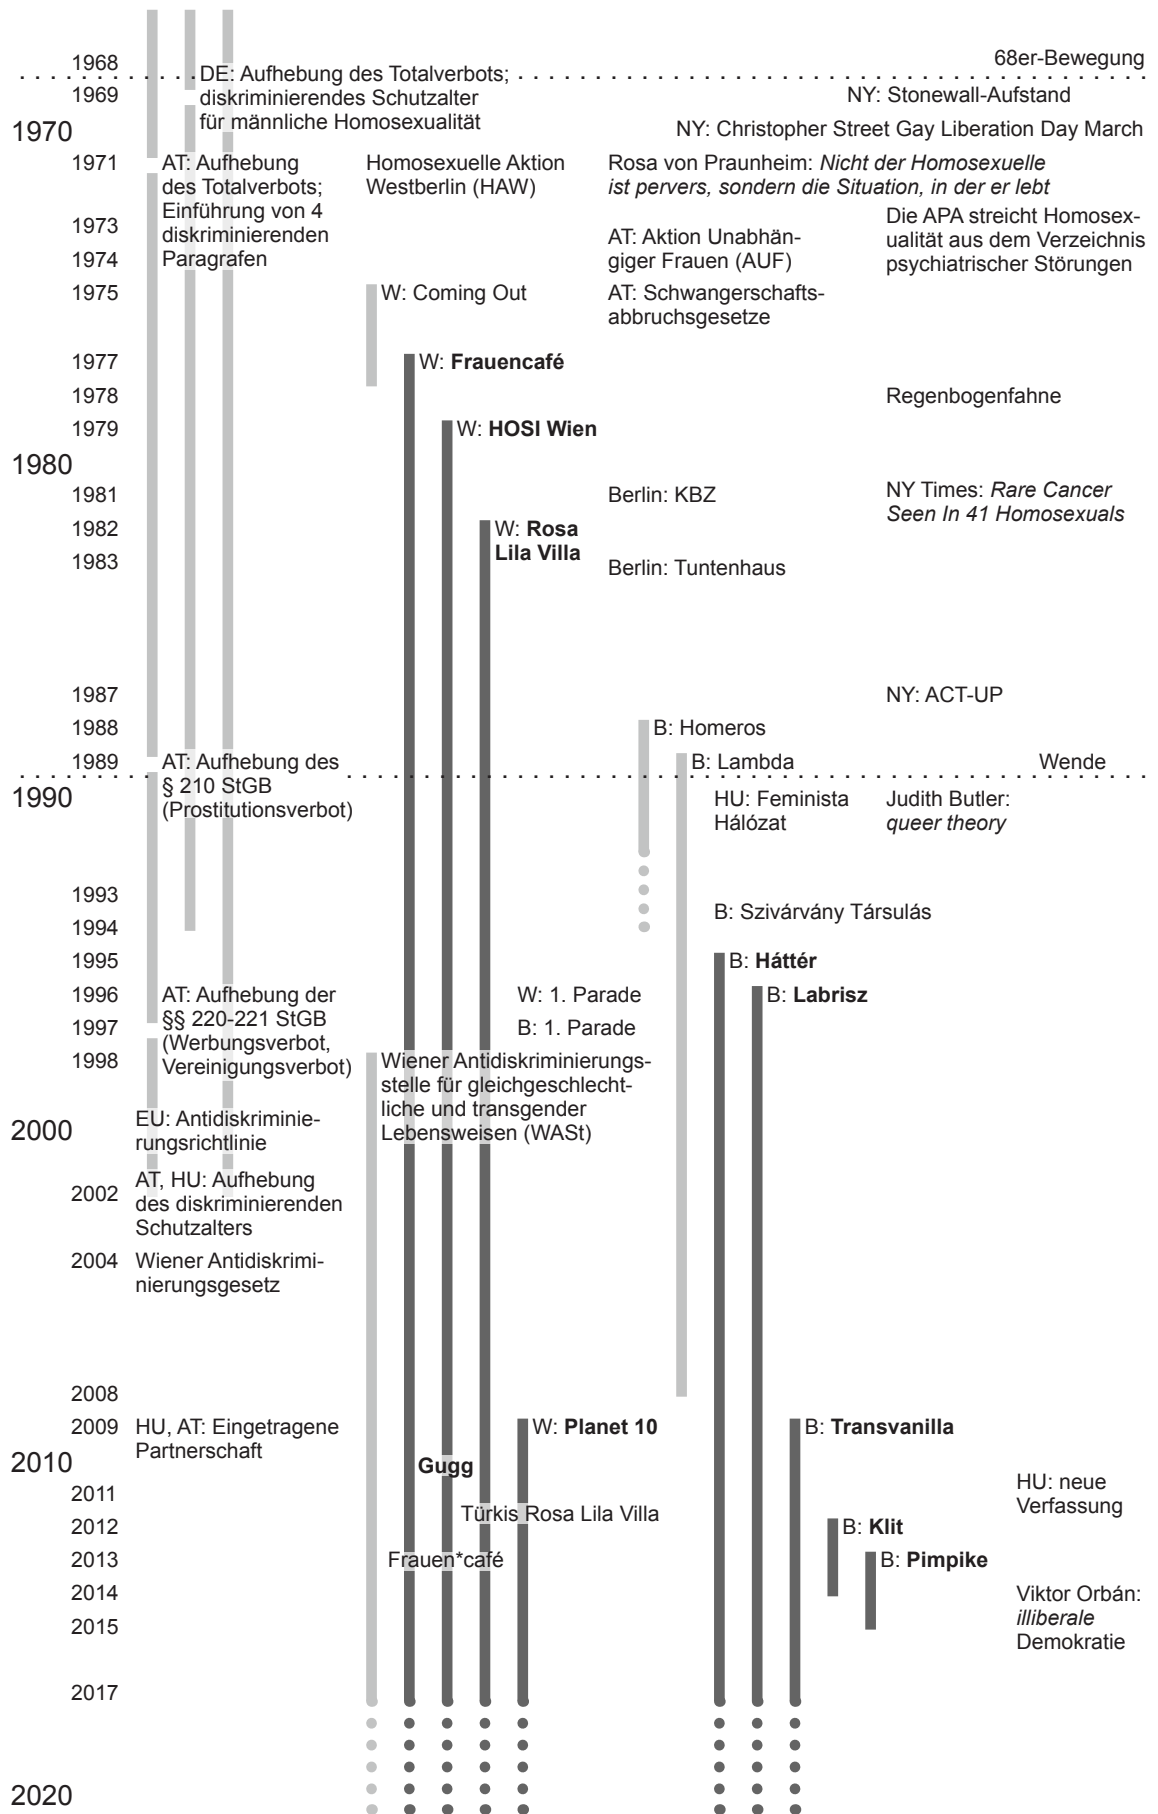 1968
68er-Bewegung
DE: Aufhebung des Totalverbots;
1969
diskriminierendes Schutzalter
NY: Stonewall-Aufstand
für männliche Homosexualität
1970
NY: Christopher Street Gay Liberation Day March
1971
AT: Aufhebung
des Totalverbots;
Einführung von 4
diskriminierenden
Paragrafen
Homosexuelle Aktion
Westberlin (HAW)
Rosa von Praunheim: Nicht der Homosexuelle
ist pervers, sondern die Situation, in der er lebt
1973
Die APA streicht Homosex-
ualität aus dem Verzeichnis
psychiatrischer Störungen
AT: Aktion Unabhän-
giger Frauen (AUF)
1974
1975
W: Coming Out
AT: Schwangerschafts-
abbruchsgesetze
1977
W: Frauencafé
1978
Regenbogenfahne
1979
W: HOSI Wien
1980
1981
Berlin: KBZ
NY Times: Rare Cancer
Seen In 41 Homosexuals
1982
W: Rosa
Lila Villa
1983
Berlin: Tuntenhaus
1987
NY: ACT-UP
1988
B: Homeros
1989
AT: Aufhebung des
§ 210 StGB
(Prostitutionsverbot)
B: Lambda
Wende
1990
HU: Feminista
Hálózat
Judith Butler:
queer theory
1993
B: Szivárvány Társulás
1994
1995
B: Háttér
1996
AT: Aufhebung der
§§ 220-221 StGB
(Werbungsverbot,
Vereinigungsverbot)
W: 1. Parade
B: Labrisz
1997
B: 1. Parade
1998
Wiener Antidiskriminierungs-
stelle für gleichgeschlecht-
liche und transgender
Lebensweisen (WASt)
2000
EU: Antidiskriminie-
rungsrichtlinie
2002
AT, HU: Aufhebung
des diskriminierenden
Schutzalters
2004
Wiener Antidiskrimi-
nierungsgesetz
2008
2009
HU, AT: Eingetragene
Partnerschaft
W: Planet 10
B: Transvanilla
2010
Gugg
2011
HU: neue
Verfassung
Türkis Rosa Lila Villa
2012
B: Klit
2013
Frauen*café
B: Pimpike
2014
Viktor Orbán:
illiberale
Demokratie
2015
2017
2020